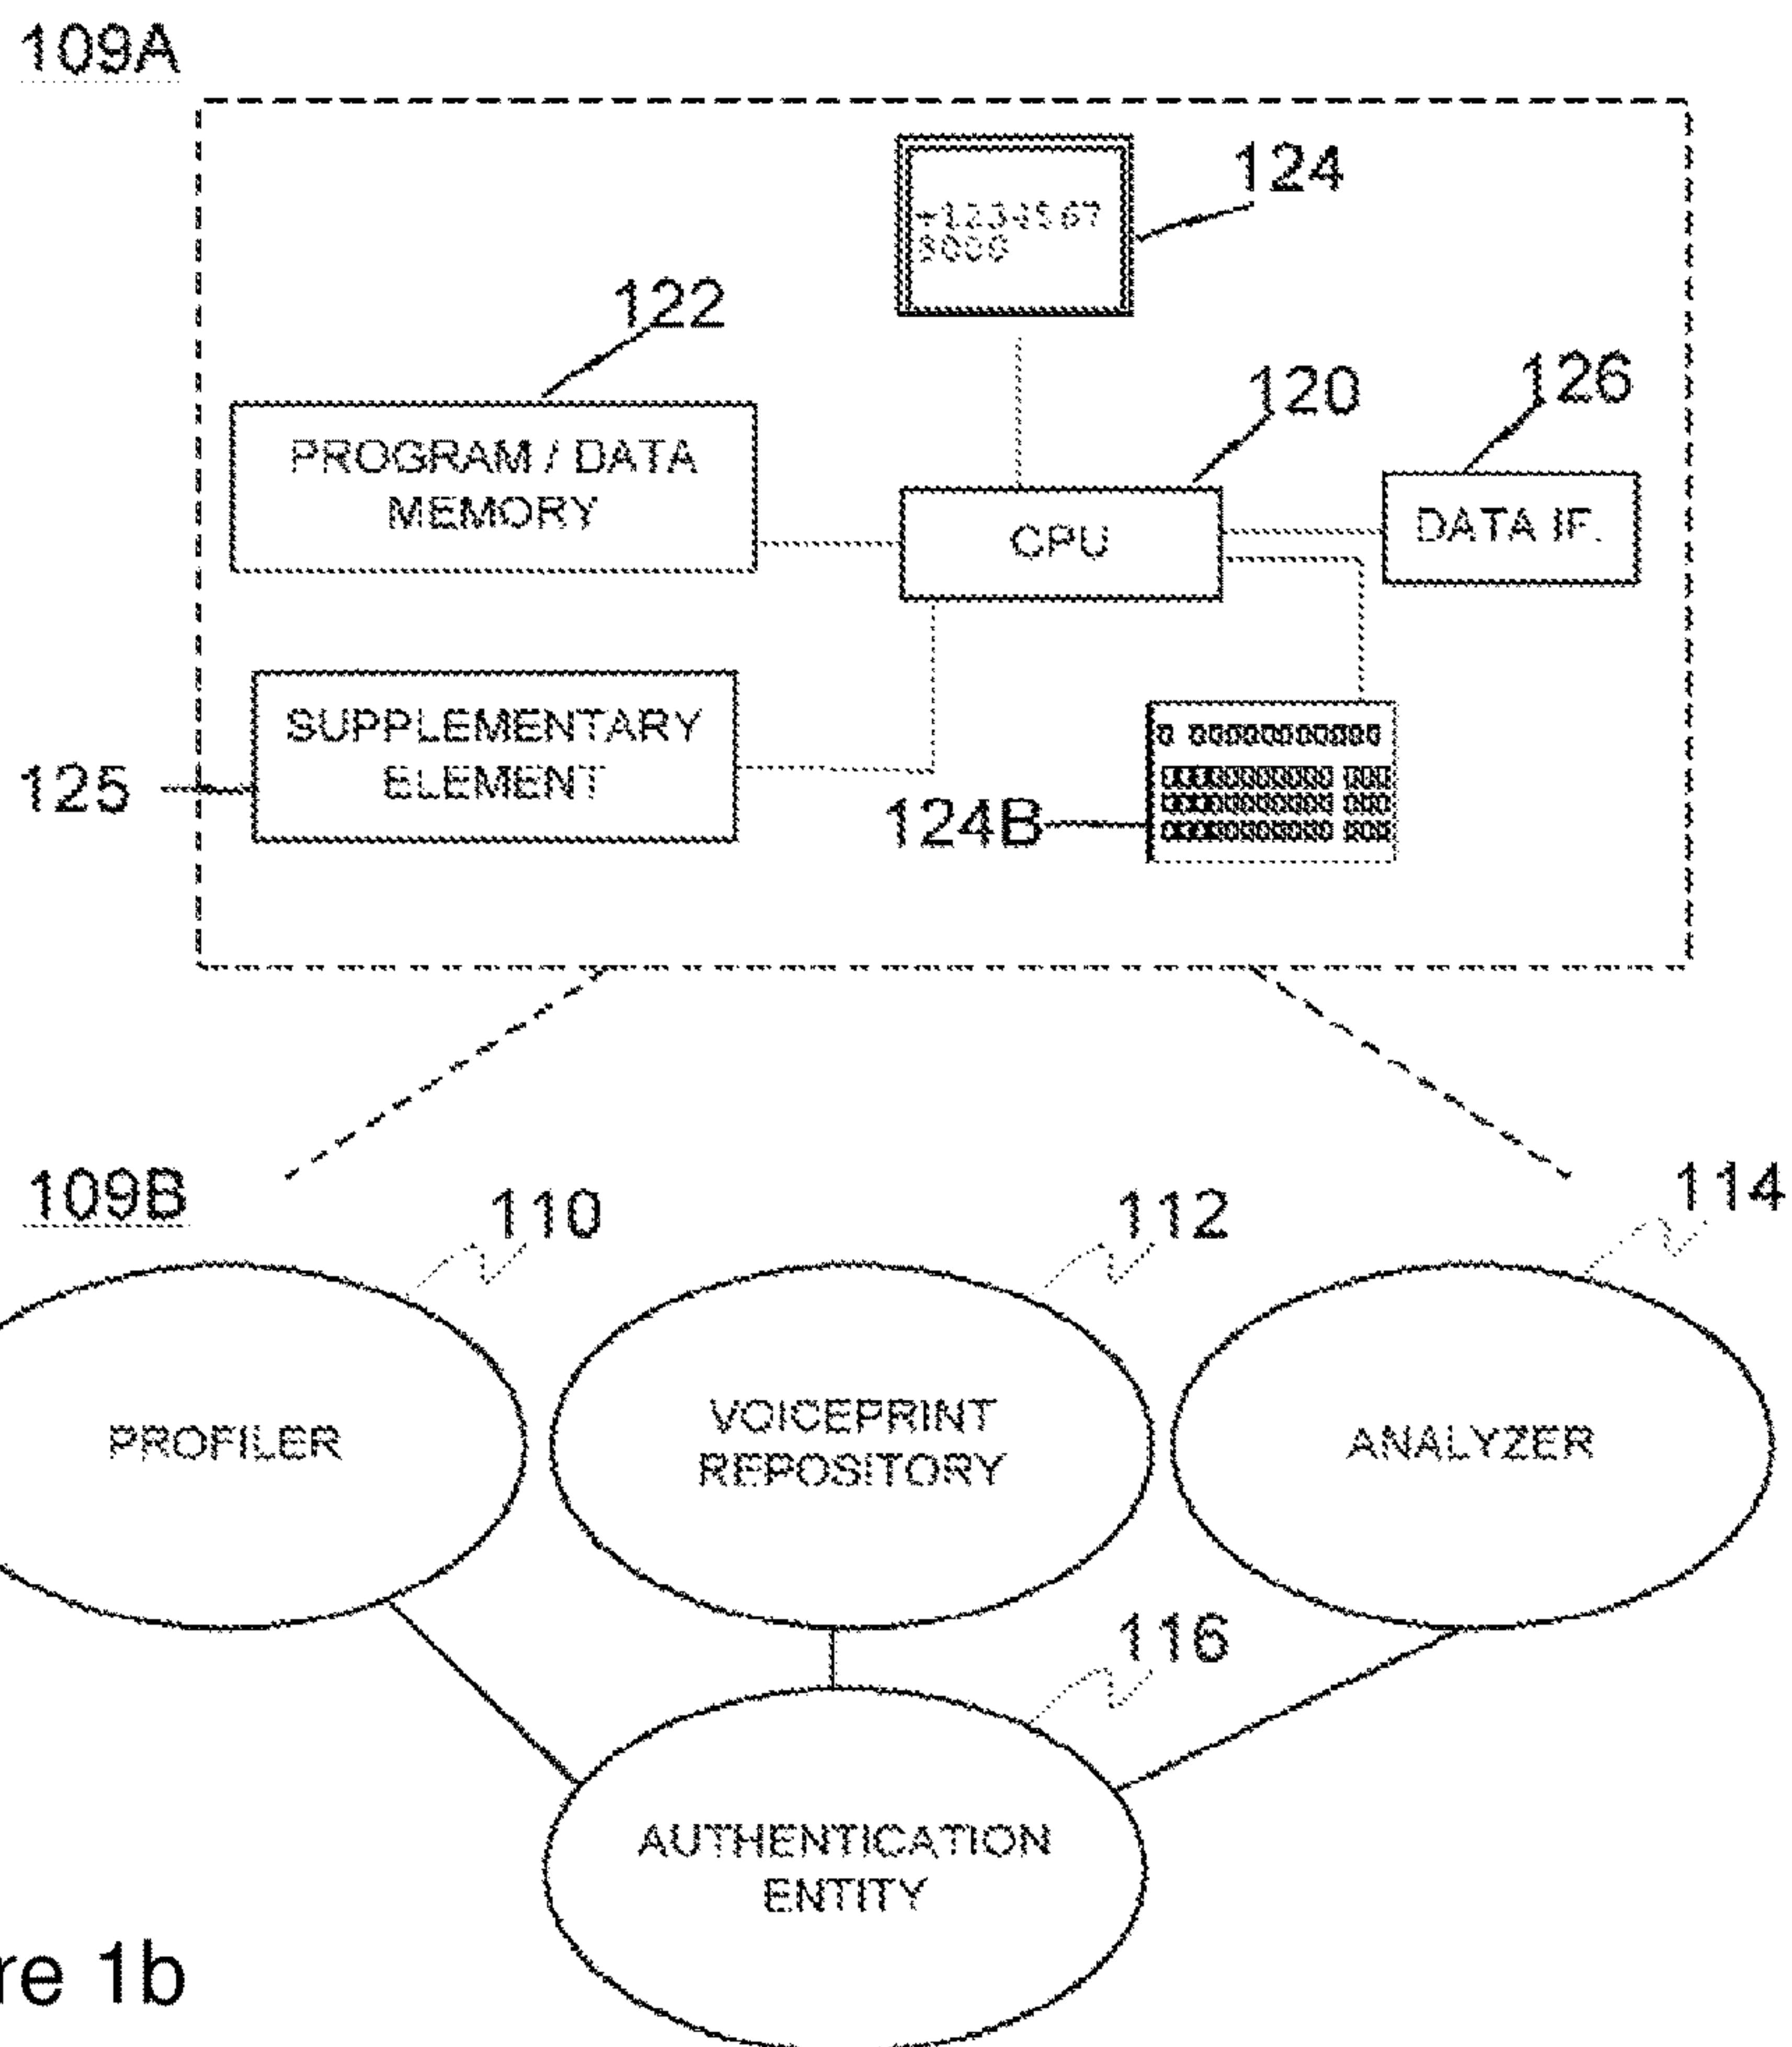 109A
124
+1234567
122
120
126
PROGRAM / DATA
MEMORY
CPU
DATA IF.
SUPPLEMENTARY
ELEMENT
125
124B
109B
110
112
114
PROFILER
VOICEPRINT
REPOSITORY
ANALYZER
116
AUTHENTICATION
ENTITY
re 1b